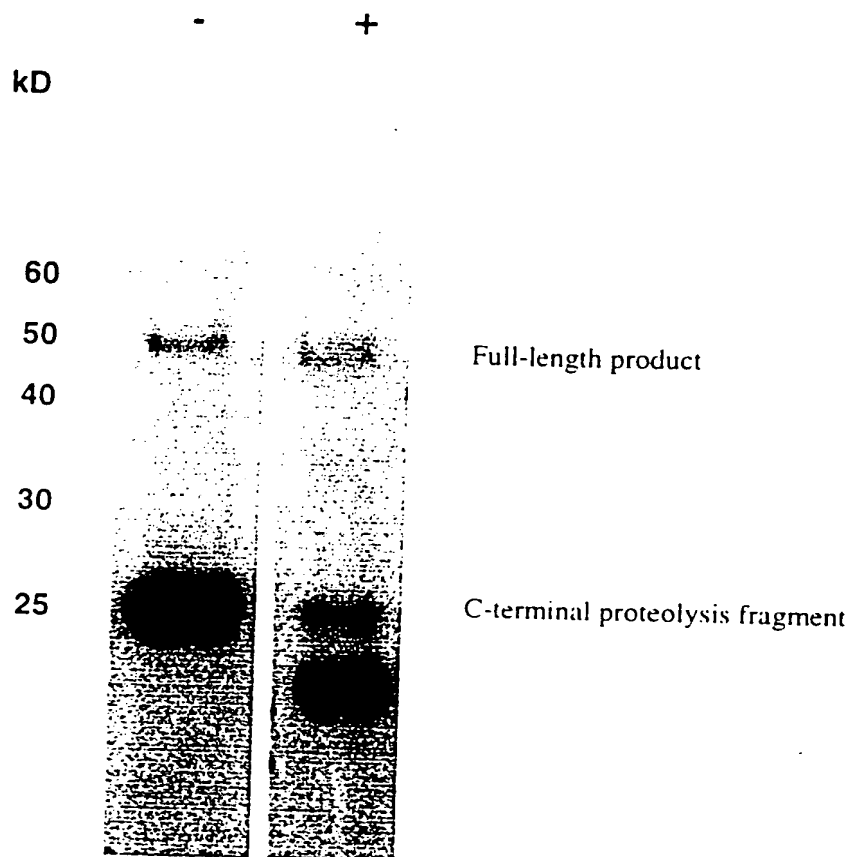 - +
kD
60
50
Full-length product
40
30
25
C-terminal proteolysis fragment